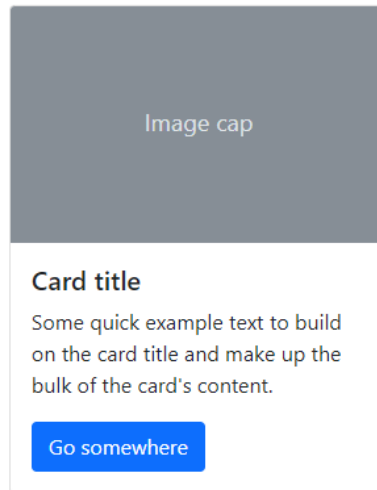 Image cap
Card title
Some quick example text to build
on the card title and make up the
bulk of the card's content.
Go somewhere